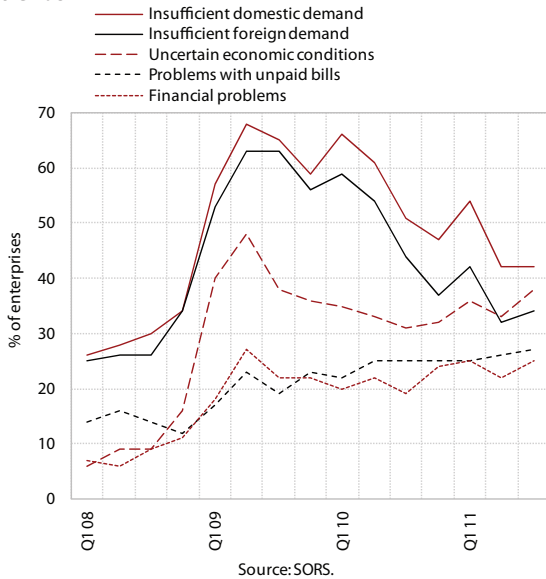 Insufficient domestic demand
Insufficient foreign demand
Uncertain economic conditions
Problems with unpaid bills
Financial problems
70
60
50
40
30
20
10
0
% of enterprises
Q1 08
Q1 09
Q1 10
Q1 11
Source: SORS.